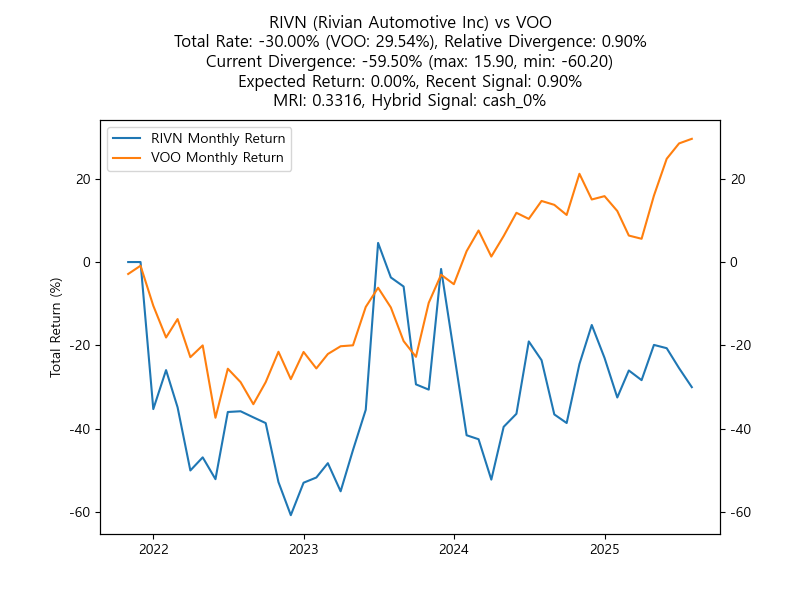 RIVN (Rivian Automotive Inc) vs VOO
Total Rate: -30.00% (VOO: 29.54%), Relative Divergence: 0.90%
Current Divergence: -59.50% (max: 15.90, min: -60.20)
Expected Return: 0.00%, Recent Signal: 0.90%
MRI: 0.3316, Hybrid Signal: cash_0%
RIVN Monthly Return
VOO Monthly Return
20
0
-20
-40
-60
20
0
-20
-40
-60
Total Return (%)
2022
2023
2024
2025